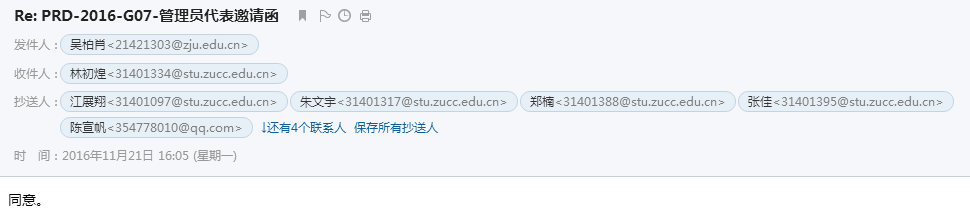 Re: PRD-2016-G07-管理员代表邀请函
发件人：吴柏肖<21421303@zju.edu.cn>
收件人：林初煌<31401334@stu.zucc.edu.cn>
抄送人：江展翔<31401097@stu.zucc.edu.cn> 朱文宇<31401317@stu.zucc.edu.cn> 郑楠<31401388@stu.zucc.edu.cn> 张佳<31401395@stu.zucc.edu.cn>
陈宣帆<354778010@qq.com> ↓还有4个联系人 保存所有抄送人
时 间：2016年11月21日 16:05 (星期一)
同意。